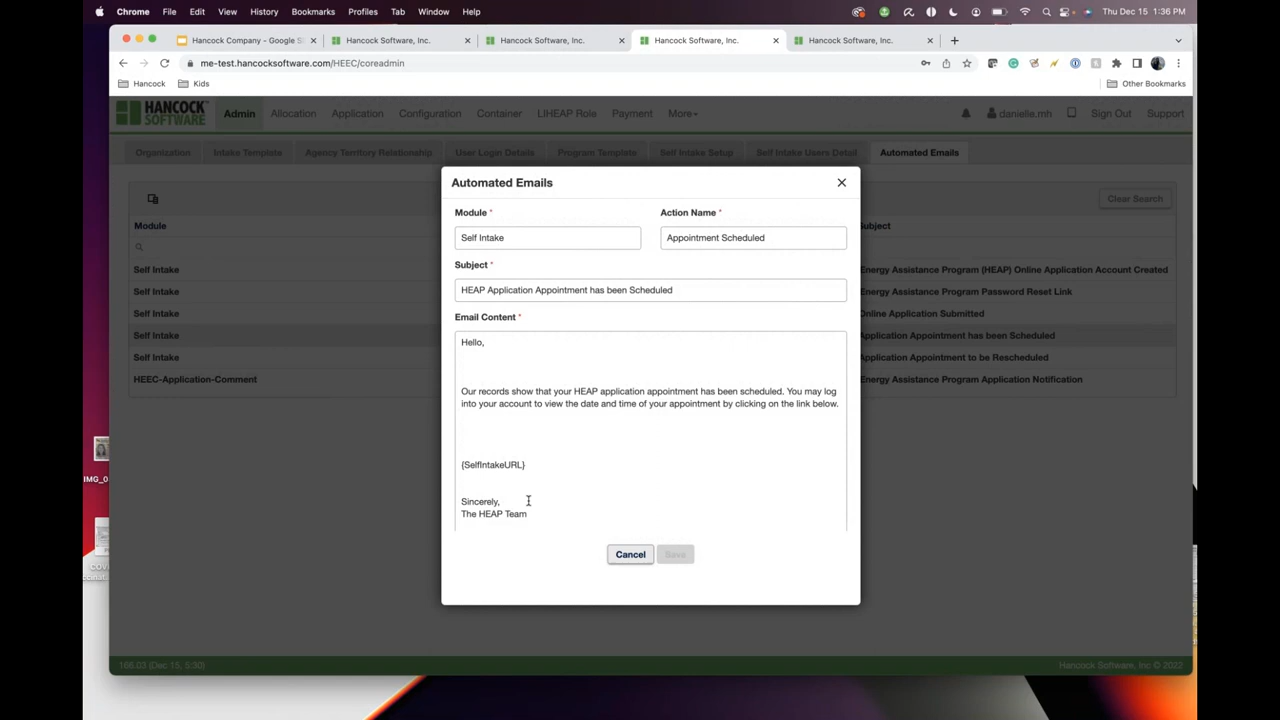 Chrome File Edit View History Bookmarks Profiles Tab Window Help Thu Dec 15 1:36 PM
Hancock Company - Google Hancock Software, Inc. Hancock Software, Inc. Hancock Software, Inc. Hancock Software, Inc.
me-test.hancocksoftware.com/HEEC/coreadmin
Hancock Kids Other Bookmarks
HANCOCK SOFTWARE Admin Allocation Application Configuration Container LIHEAP Role Payment More danielle.mh Sign Out Support
Organization Intake Template Agency Territory Relationship User Login Details Program Template Self Intake Setup Self Intake Users Detail Automated Emails
Automated Emails
Clear Search
Module * Action Name *
Self Intake Appointment Scheduled
Subject *
HEAP Application Appointment has been Scheduled
Email Content *
Hello,
Our records show that your HEAP application appointment has been scheduled. You may log
into your account to view the date and time of your appointment by clicking on the link below.
{SelfIntakeURL}
Sincerely,
The HEAP Team
Cancel Save
Module Subject
Self Intake Energy Assistance Program (HEAP) Online Application Account Created
Self Intake Energy Assistance Program Password Reset Link
Self Intake Online Application Submitted
Self Intake Application Appointment has been Scheduled
Self Intake Application Appointment to be Rescheduled
HEEC-Application-Comment Energy Assistance Program Application Notification
IMG_0
166.03 (Dec 15, 5:30) Hancock Software, Inc © 2022